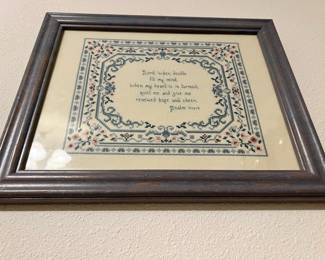 Lord, when doubts
fill my mind,
when my heart is in turmoil,
quiet me and give me
renewed hope and cheer.
Psalm